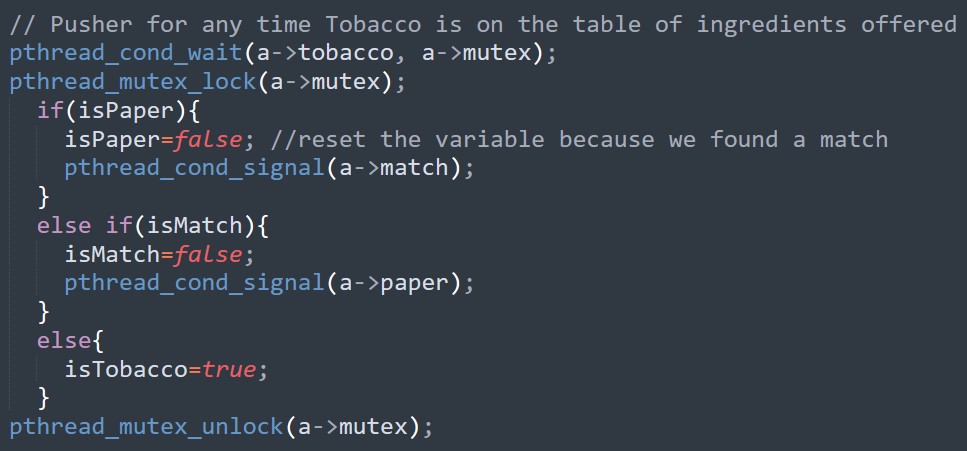 // Pusher for any time Tobacco is on the table of ingredients offered
pthread_cond_wait(a->tobacco, a->mutex);
pthread_mutex_lock(a->mutex);
  if(isPaper){
    isPaper=false; //reset the variable because we found a match
    pthread_cond_signal(a->match);
  }
  else if(isMatch){
    isMatch=false;
    pthread_cond_signal(a->paper);
  }
  else{
    isTobacco=true;
  }
pthread_mutex_unlock(a->mutex);